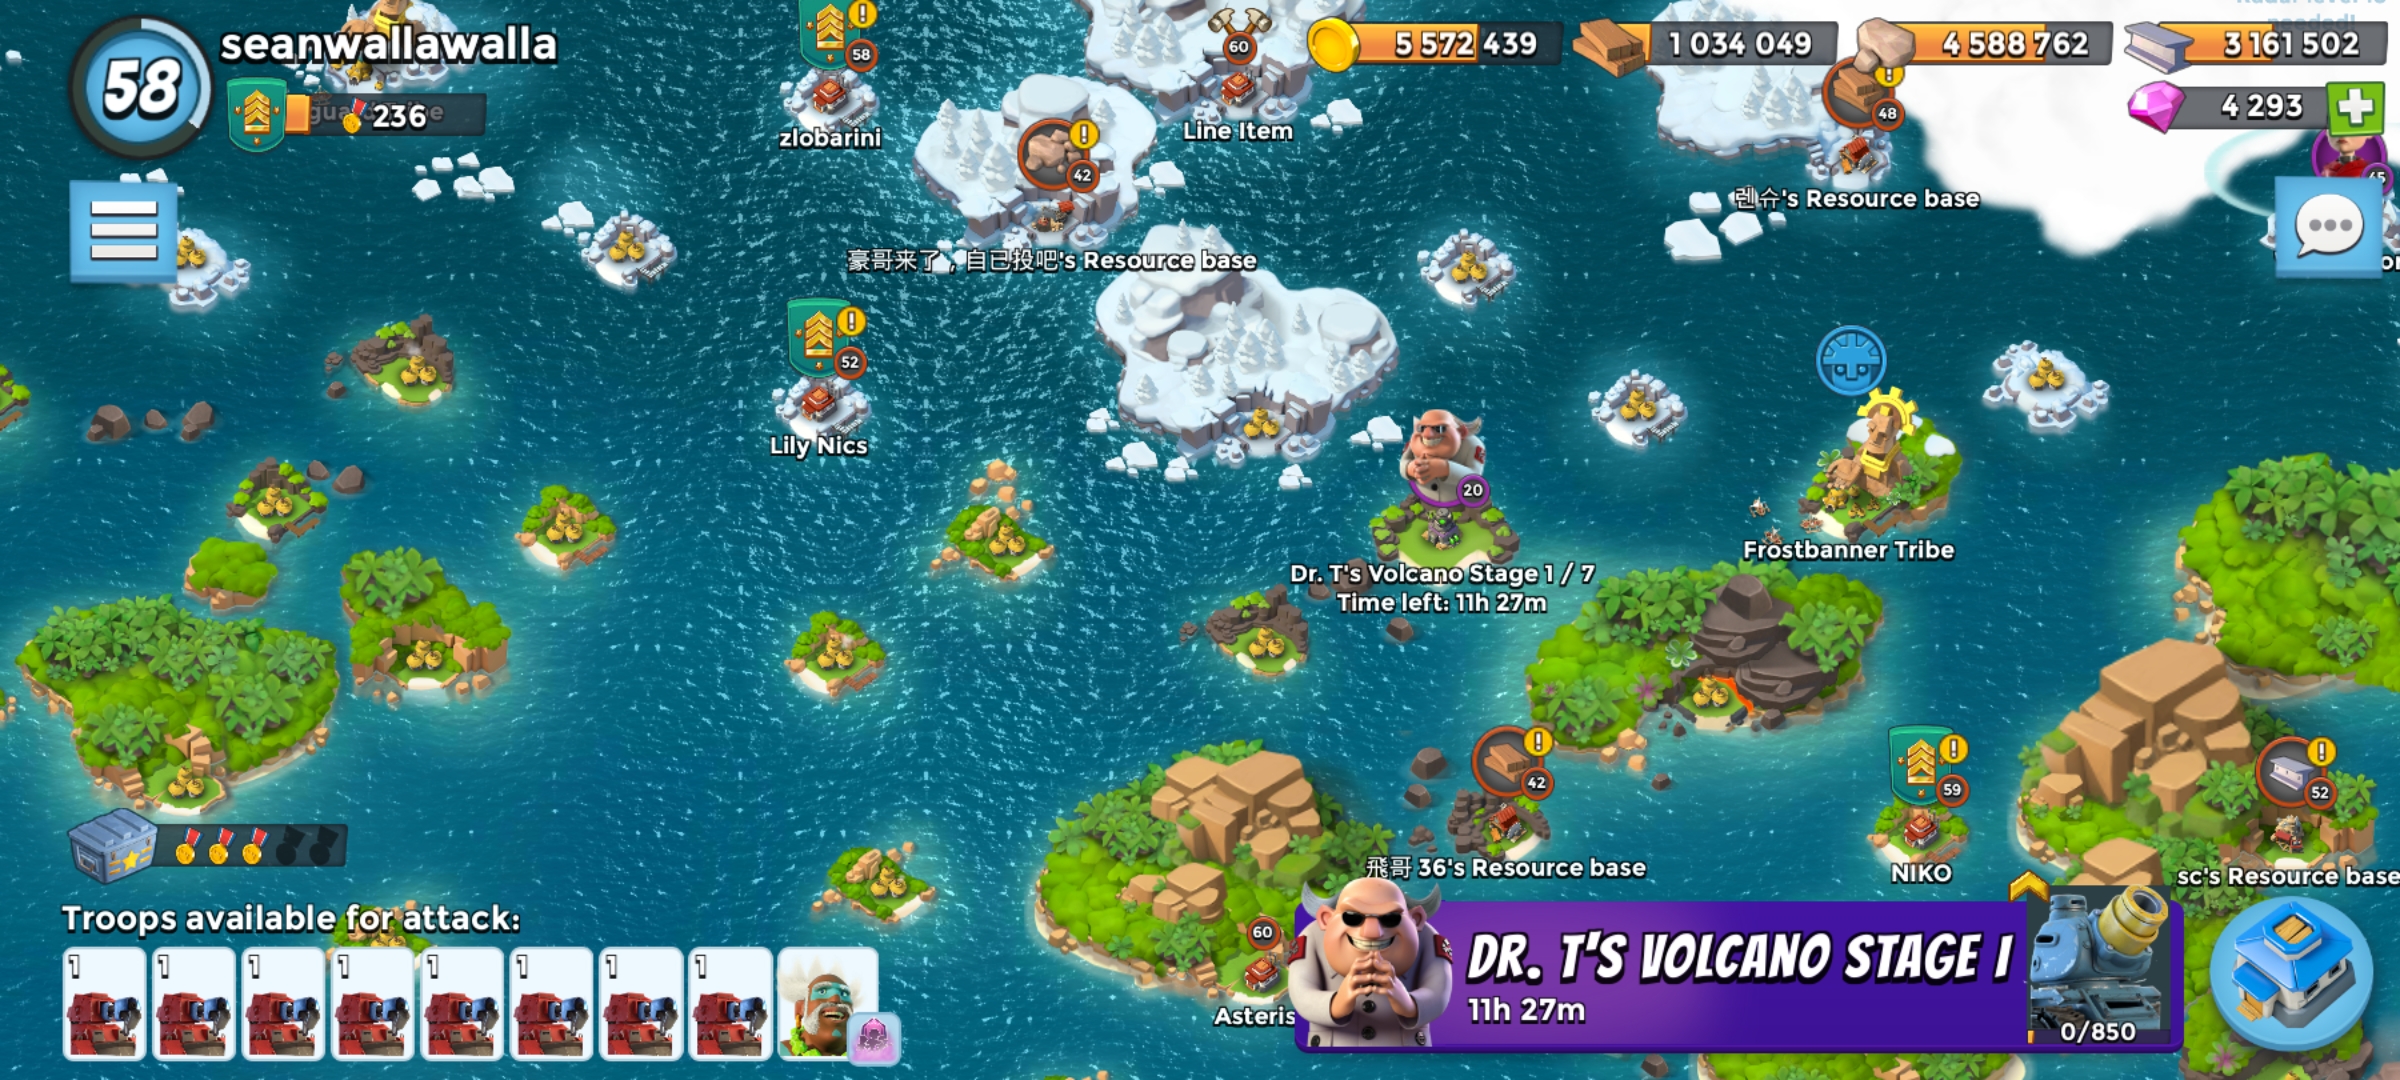 58
seanwallawalla
236
58
zlobarini
60
Line Item
5 572 439
1 034 049
4 588 762
3 161 502
4 293
42
豪哥来了，自已投吧's Resource base
48
렌슈's Resource base
45
52
Lily Nics
20
Dr. T's Volcano Stage 1 / 7
Time left: 11h 27m
Frostbanner Tribe
42
飛哥 36's Resource base
59
NIKO
52
sc's Resource base
60
Asteris
Troops available for attack:
1 1 1 1 1 1 1 1
DR. T'S VOLCANO STAGE 1
11h 27m
0/850